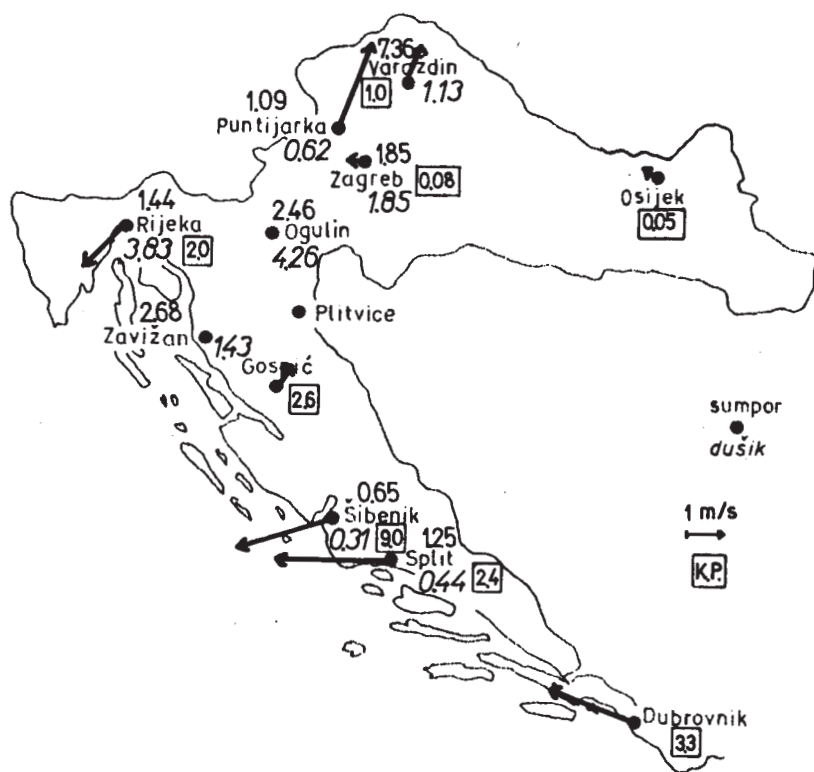 7.36
Varaždin
1.0
1.13
1.09
Puntijarka
0.62
1.85
Zagreb
0.08
1.85
Osijek
0.05
1.44
Rijeka
3.83
2.0
2.46
Ogulin
4.26
Plitvice
2.68
Zavižan
1.43
Gospić
2.6
sumpor
dušik
0.65
Šibenik
0.31
9.0
1.25
Split
0.44
2.4
1 m/s
K.P.
Dubrovnik
3.3